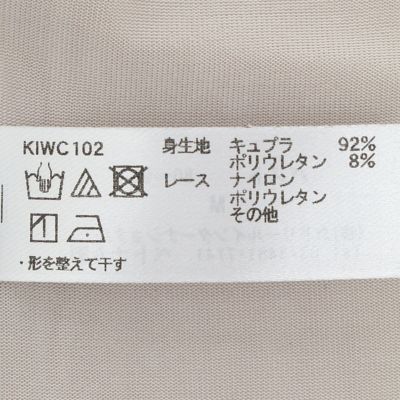 KIWC102 身生地 キュプラ 92%
ポリウレタン 8%
レース ナイロン
ポリウレタン
その他
・形を整えて干す